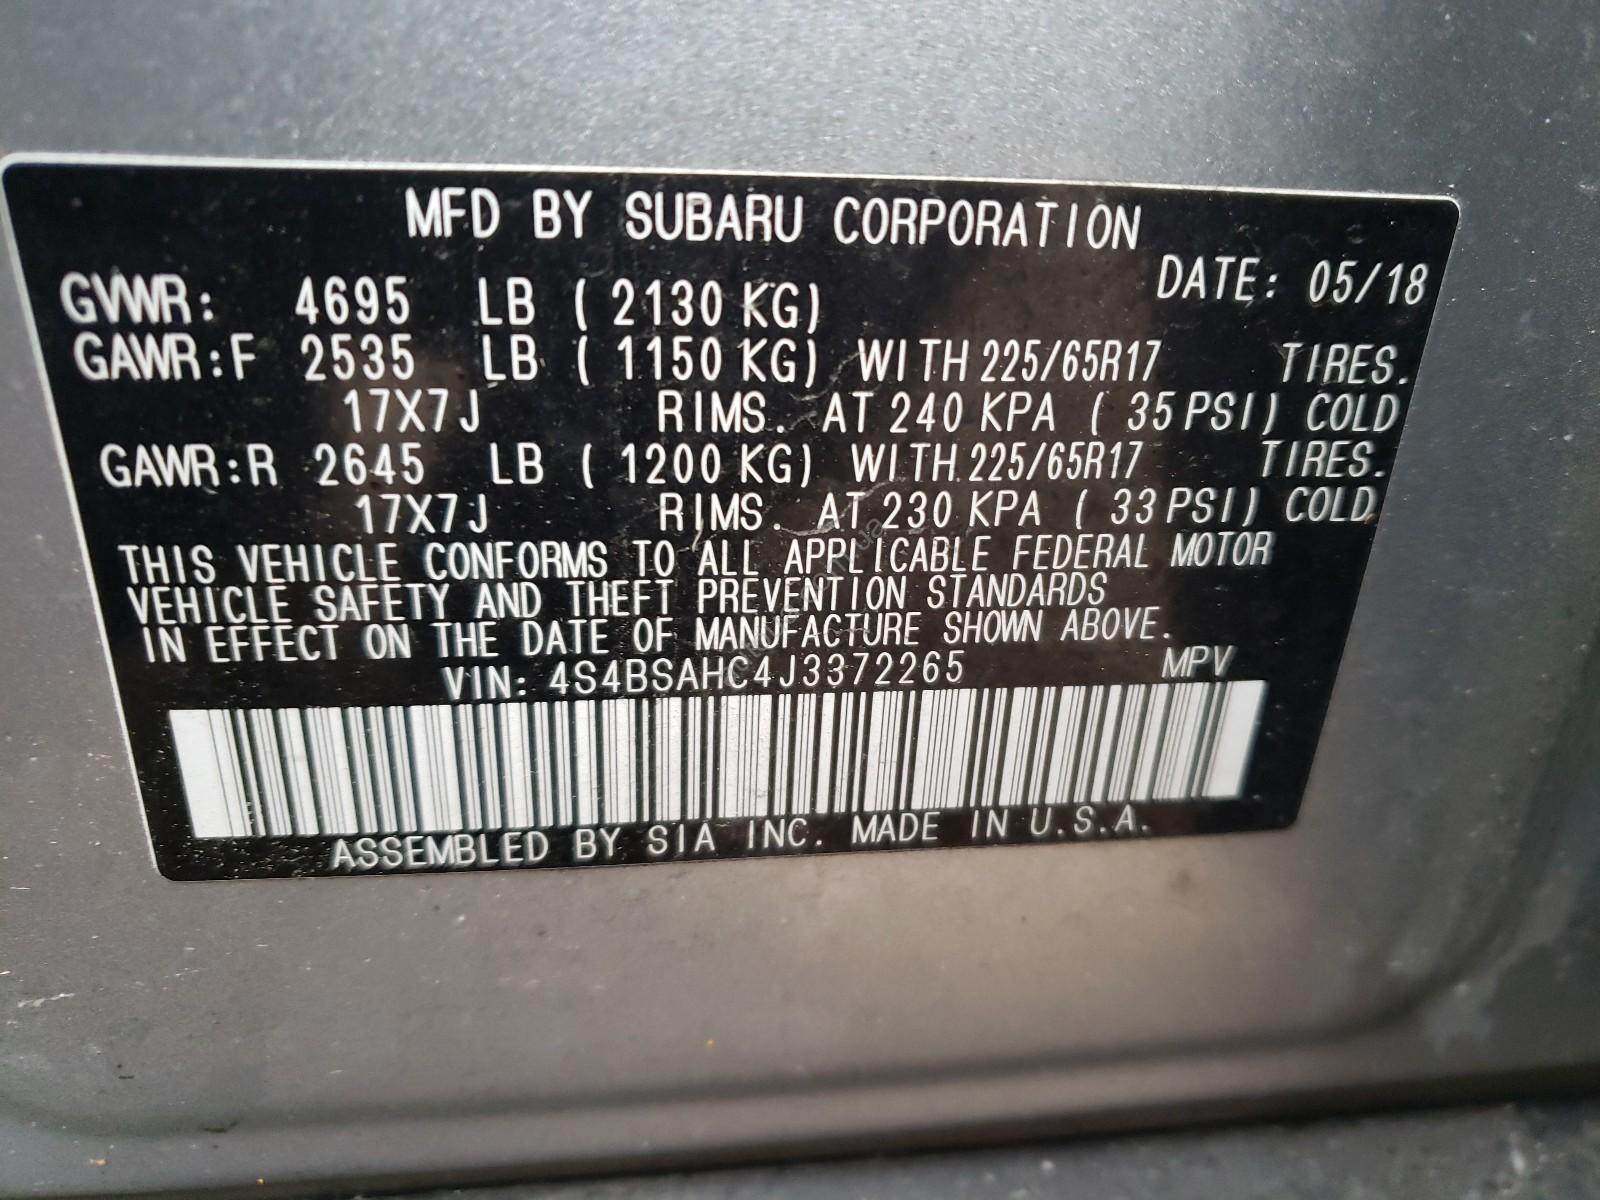 MFD BY SUBARU CORPORATION
DATE: 05/18
GVWR: 4695 LB ( 2130 KG)
GAWR:F 2535 LB ( 1150 KG) WITH 225/65R17 TIRES.
17X7J RIMS. AT 240 KPA ( 35 PSI) COLD
GAWR:R 2645 LB ( 1200 KG) WITH 225/65R17 TIRES.
17X7J RIMS. AT 230 KPA ( 33 PSI) COLD
THIS VEHICLE CONFORMS TO ALL APPLICABLE FEDERAL MOTOR
VEHICLE SAFETY AND THEFT PREVENTION STANDARDS
IN EFFECT ON THE DATE OF MANUFACTURE SHOWN ABOVE.
VIN: 4S4BSAHC4J3372265 MPV
ASSEMBLED BY SIA INC. MADE IN U.S.A.